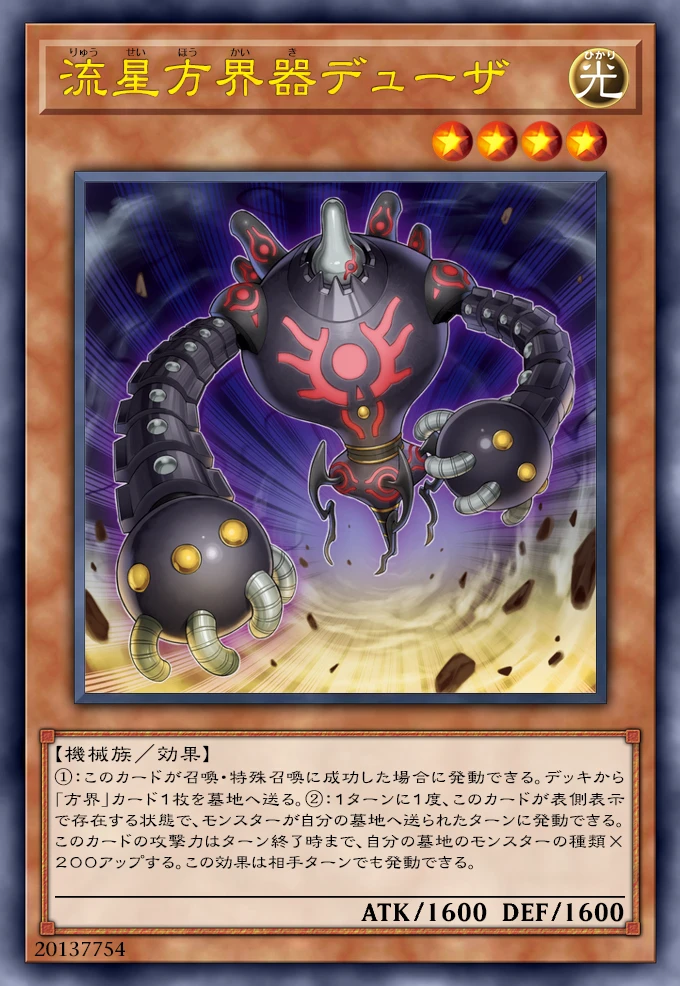 りゅう せい ほう かい き
流星方界器デューザ
ひかり
光
【機械族／効果】
①：このカードが召喚・特殊召喚に成功した場合に発動できる。デッキから
「方界」カード１枚を墓地へ送る。②：１ターンに１度、このカードが表側表示
で存在する状態で、モンスターが自分の墓地へ送られたターンに発動できる。
このカードの攻撃力はターン終了時まで、自分の墓地のモンスターの種類×
２００アップする。この効果は相手ターンでも発動できる。
ATK/1600 DEF/1600
20137754